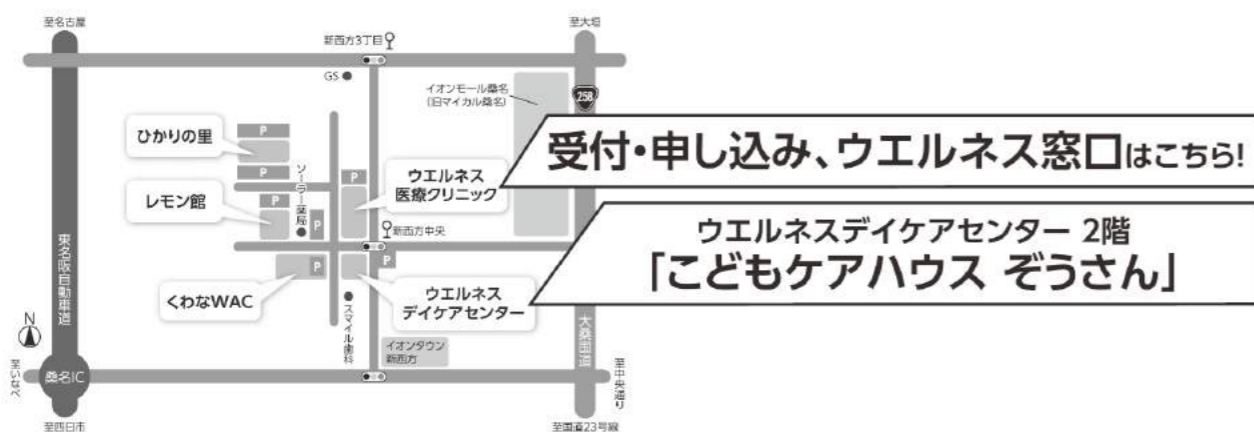 至名古屋
至大垣
新西方3丁目
GS
イオンモール桑名
(旧マイカル桑名)
258
ひかりの里
P
P
レモン館
P
P
ソーラー薬局
P
ウエルネス
医療クリニック
新西方中央
東名阪自動車道
くわなWAC
P
P
ウエルネス
デイケアセンター
スマイル歯科
イオンタウン
新西方
大桑国道
N
至いなべ
桑名IC
至中央通り
至四日市
至国道23号線
受付・申し込み、ウエルネス窓口はこちら!
ウエルネスデイケアセンター 2階
「こどもケアハウス ぞうさん」